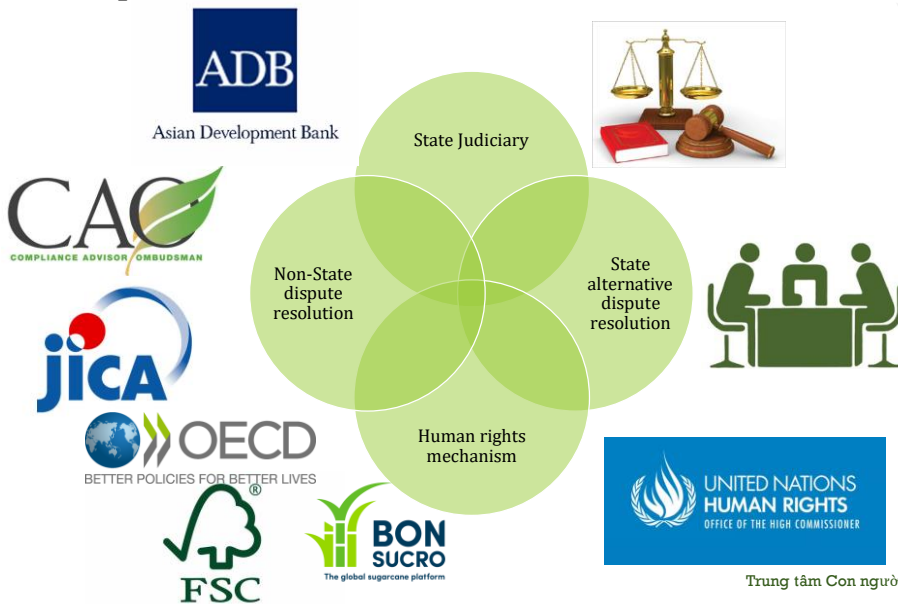 ADB
Asian Development Bank
State Judiciary
CAO
COMPLIANCE ADVISOR OMBUDSMAN
Non-State
dispute
resolution
State
alternative
dispute
resolution
jica
OECD
BETTER POLICIES FOR BETTER LIVES
Human rights
mechanism
UNITED NATIONS
HUMAN RIGHTS
OFFICE OF THE HIGH COMMISSIONER
®
FSC
BON
SUCRO
The global sugarcane platform
Trung tâm Con ngườ